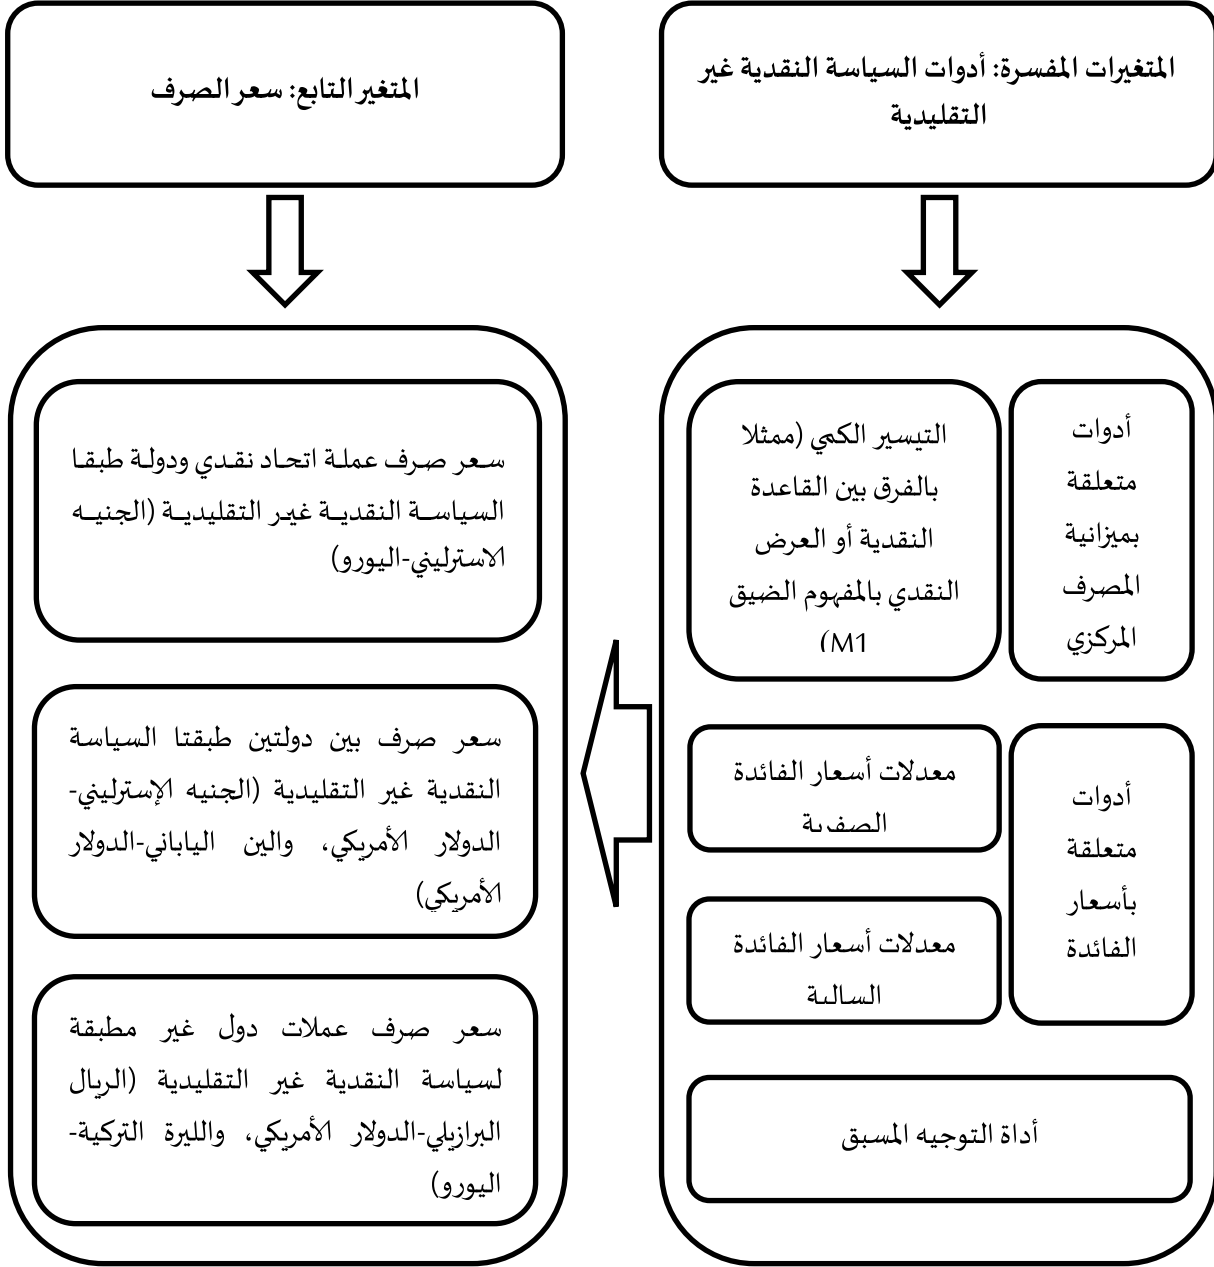 المتغيرات المفسرة: أدوات السياسة النقدية غير
التقليدية
المتغير التابع: سعر الصرف
أدوات
متعلقة
بميزانية
المصرف
المركزي
التيسير الكمي (ممثلا
بالفرق بين القاعدة
النقدية أو العرض
النقدي بالمفهوم الضيق
M1)
أدوات
متعلقة
بأسعار
الفائدة
معدلات أسعار الفائدة
الصفرية
معدلات أسعار الفائدة
السالبة
أداة التوجيه المسبق
سعر صرف عملة اتحاد نقدي ودولة طبقا
السياسة النقدية غير التقليدية (الجنيه
الاسترليني-اليورو)
سعر صرف بين دولتين طبقتا السياسة
النقدية غير التقليدية (الجنيه الإسترليني-
الدولار الأمريكي، والين الياباني-الدولار
الأمريكي)
سعر صرف عملات دول غير مطبقة
لسياسة النقدية غير التقليدية (الريال
البرازيلي-الدولار الأمريكي، والليرة التركية-
اليورو)